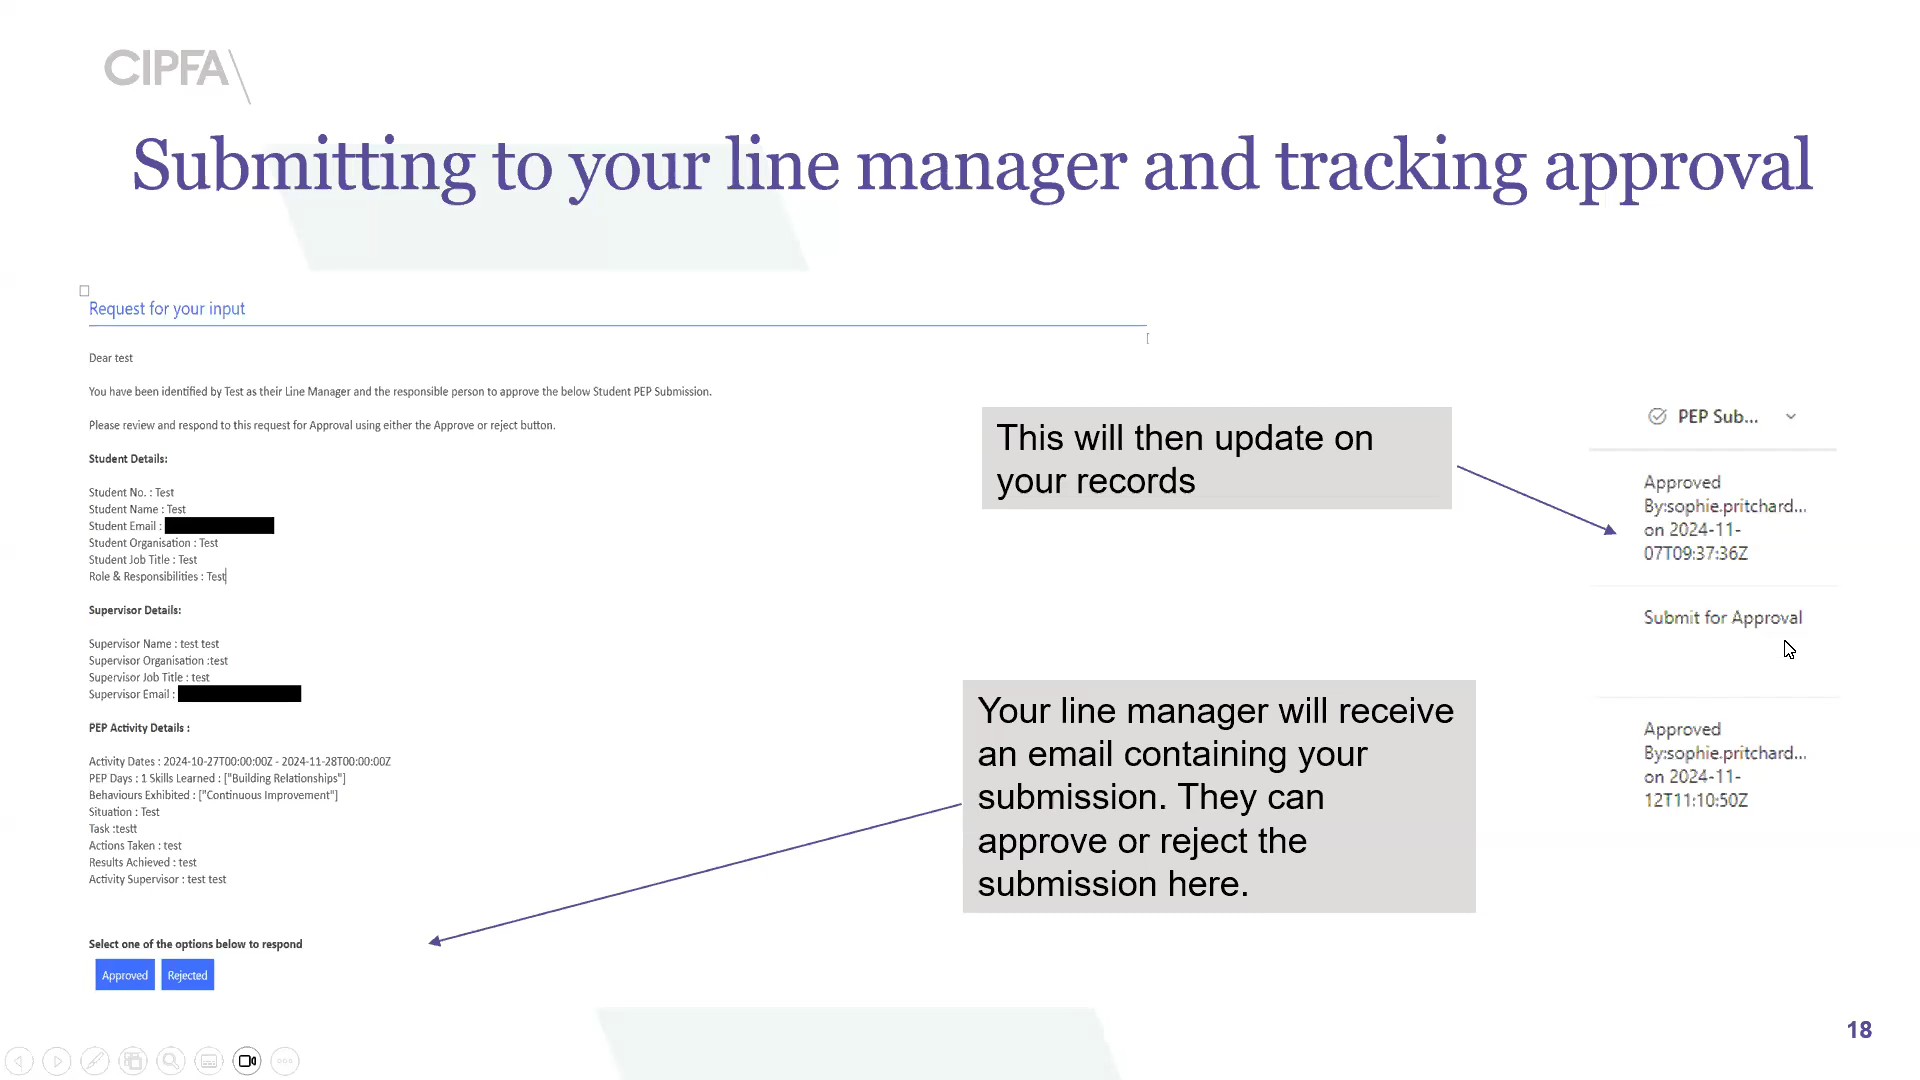 CIPFA
Submitting to your line manager and tracking approval
Request for your input
Dear test
You have been identified by Test as their Line Manager and the responsible person to approve the below Student PEP Submission.
Please review and respond to this request for Approval using either the Approve or reject button.
Student Details:
Student No. : Test
Student Name : Test
Student Email :
Student Organisation : Test
Student Job Title : Test
Role & Responsibilities : Test
Supervisor Details:
Supervisor Name : test test
Supervisor Organisation :test
Supervisor Job Title : test
Supervisor Email :
PEP Activity Details :
Activity Dates : 2024-10-27T00:00:00Z - 2024-11-28T00:00:00Z
PEP Days : 1 Skills Learned : ["Building Relationships"]
Behaviours Exhibited : ["Continuous Improvement"]
Situation : Test
Task :testt
Actions Taken : test
Results Achieved : test
Activity Supervisor : test test
Select one of the options below to respond
Approved Rejected
This will then update on
your records
Your line manager will receive
an email containing your
submission. They can
approve or reject the
submission here.
PEP Sub...
Approved
By:sophie.pritchard...
on 2024-11-
07T09:37:36Z
Submit for Approval
Approved
By:sophie.pritchard...
on 2024-11-
12T11:10:50Z
18